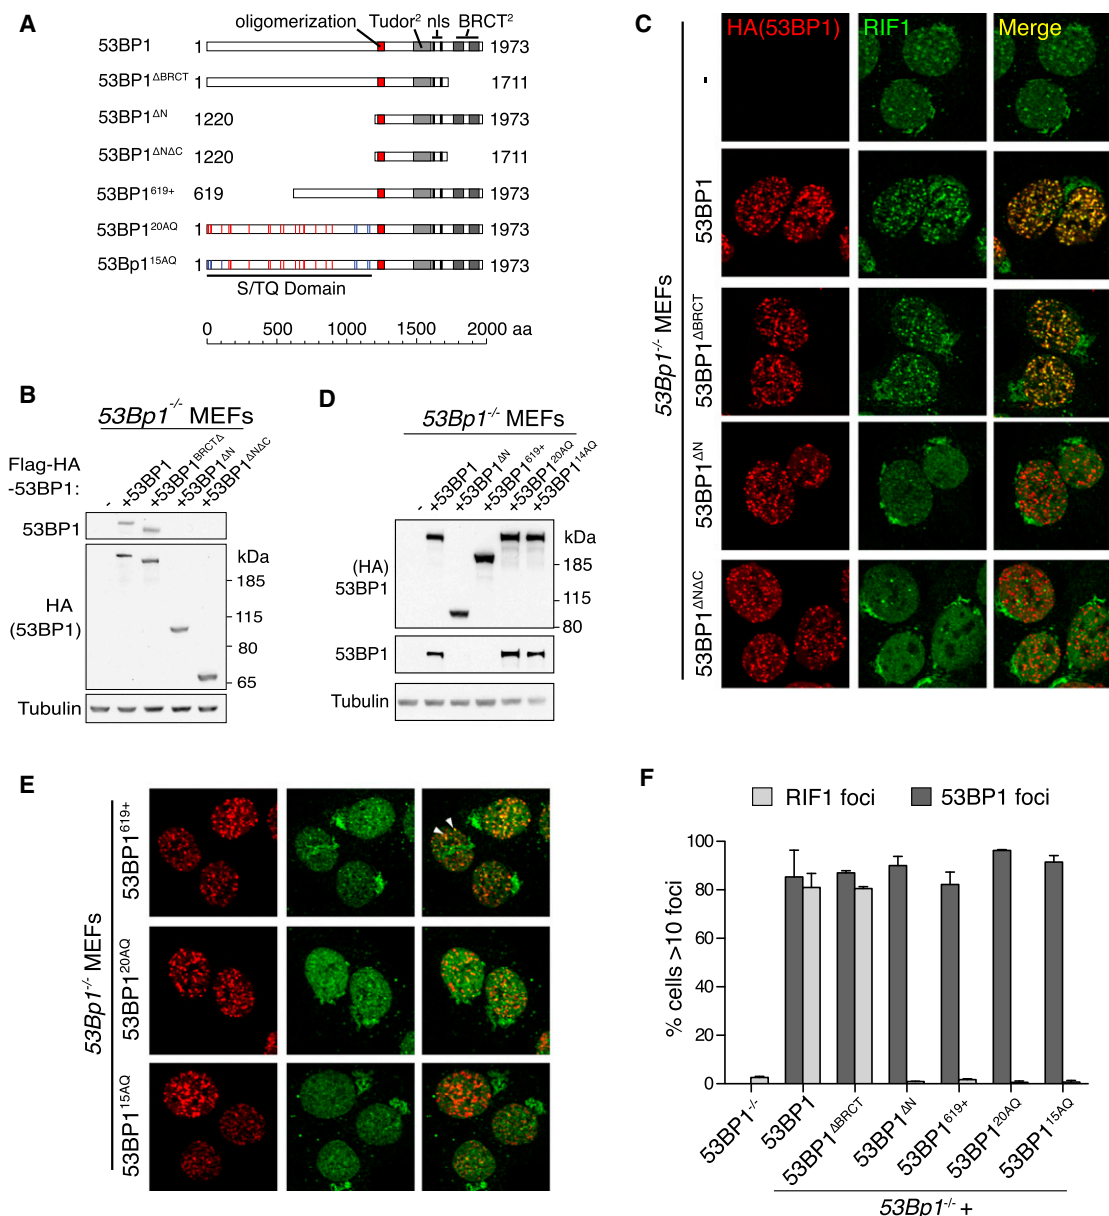 A
oligomerization Tudor² nls BRCT²
53BP1 1 1973
53BP1ΔBRCT 1 1711
53BP1ΔN 1220 1973
53BP1ΔNΔC 1220 1711
53BP1619+ 619 1973
53BP120AQ 1 1973
53Bp115AQ 1 1973
S/TQ Domain
0 500 1000 1500 2000 aa
B
53Bp1-/- MEFs
Flag-HA
-53BP1:
- +53BP1 +53BP1BRCTΔ +53BP1ΔN +53BP1ΔNΔC
53BP1
kDa
HA
(53BP1)
185
115
80
65
Tubulin
C
HA(53BP1) RIF1 Merge
53Bp1-/- MEFs
-
53BP1
53BP1ΔBRCT
53BP1ΔN
53BP1ΔNΔC
D
53Bp1-/- MEFs
- +53BP1 +53BP1ΔN +53BP1619+ +53BP120AQ +53BP114AQ
kDa
(HA)
53BP1
185
115
80
53BP1
Tubulin
E
53Bp1-/- MEFs
53BP1619+
53BP120AQ
53BP115AQ
F
RIF1 foci 53BP1 foci
% cells >10 foci
100
80
60
40
20
0
53BP1-/- 53BP1 53BP1ΔBRCT 53BP1ΔN 53BP1619+ 53BP120AQ 53BP115AQ
53Bp1-/- +